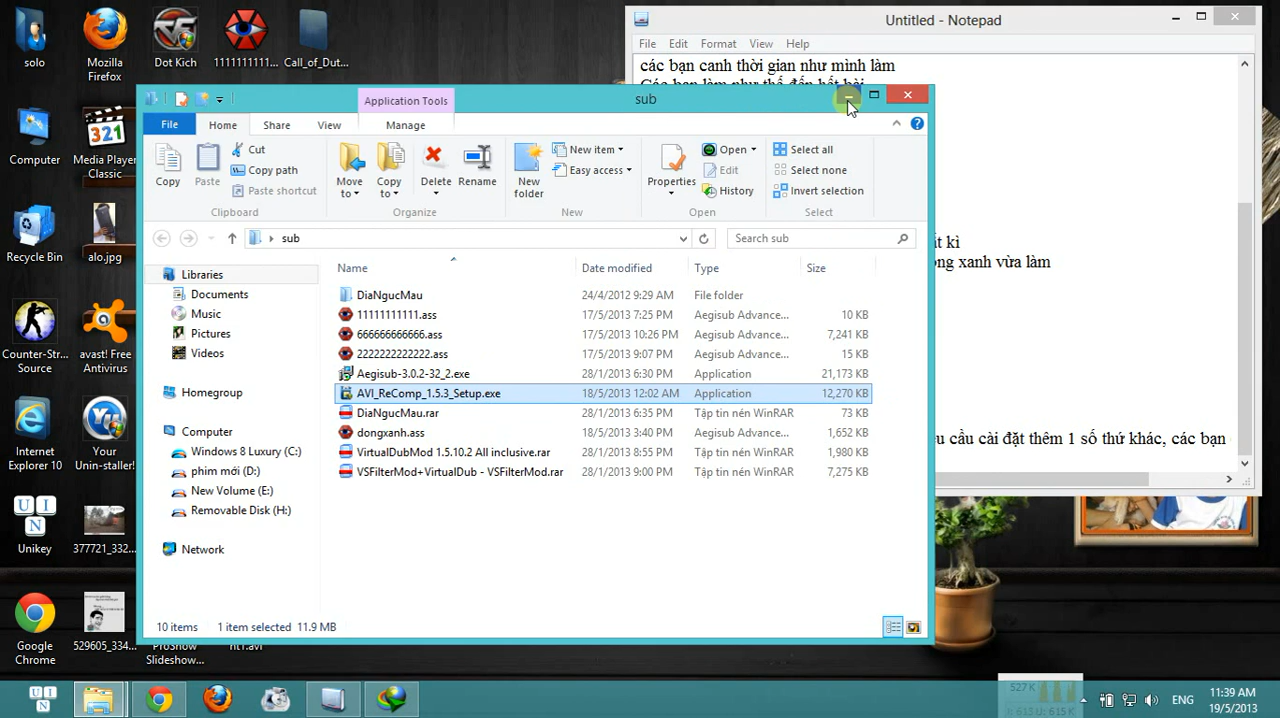 solo
Mozilla
Firefox
Dot Kich
1111111111...
Call_of_Dut...
Computer
Media Player
Classic
Recycle Bin
alo.jpg
Counter-Str...
Source
avast! Free
Antivirus
Internet
Explorer 10
Your
Unin-staller!
Unikey
377721_332...
Google
Chrome
529605_334...
ProShow
Slideshow...
Untitled - Notepad
File Edit Format View Help
các bạn canh thời gian như mình làm
Các bạn làm như thế đến hết bài
ất kì
ong xanh vừa làm
u cầu cài đặt thêm 1 số thứ khác, các bạn
sub
Application Tools
File Home Share View Manage
Copy
Paste
Cut
Copy path
Paste shortcut
Clipboard
Move
to
Copy
to
Delete
Rename
Organize
New
folder
New item
Easy access
New
Properties
Open
Edit
History
Open
Select all
Select none
Invert selection
Select
sub
Search sub
Libraries
Documents
Music
Pictures
Videos
Homegroup
Computer
Windows 8 Luxury (C:)
phim mới (D:)
New Volume (E:)
Removable Disk (H:)
Network
Name Date modified Type Size
DiaNgucMau 24/4/2012 9:29 AM File folder
11111111111.ass 17/5/2013 7:25 PM Aegisub Advance... 10 KB
666666666666.ass 17/5/2013 10:26 PM Aegisub Advance... 7,241 KB
2222222222222.ass 17/5/2013 9:07 PM Aegisub Advance... 15 KB
Aegisub-3.0.2-32_2.exe 28/1/2013 6:30 PM Application 21,173 KB
AVI_ReComp_1.5.3_Setup.exe 18/5/2013 12:02 AM Application 12,270 KB
DiaNgucMau.rar 28/1/2013 6:35 PM Tập tin nén WinRAR 73 KB
dongxanh.ass 18/5/2013 3:40 PM Aegisub Advance... 1,652 KB
VirtualDubMod 1.5.10.2 All inclusive.rar 28/1/2013 8:55 PM Tập tin nén WinRAR 1,980 KB
VSFilterMod+VirtualDub - VSFilterMod.rar 28/1/2013 9:00 PM Tập tin nén WinRAR 7,275 KB
10 items 1 item selected 11.9 MB
ENG
11:39 AM
19/5/2013